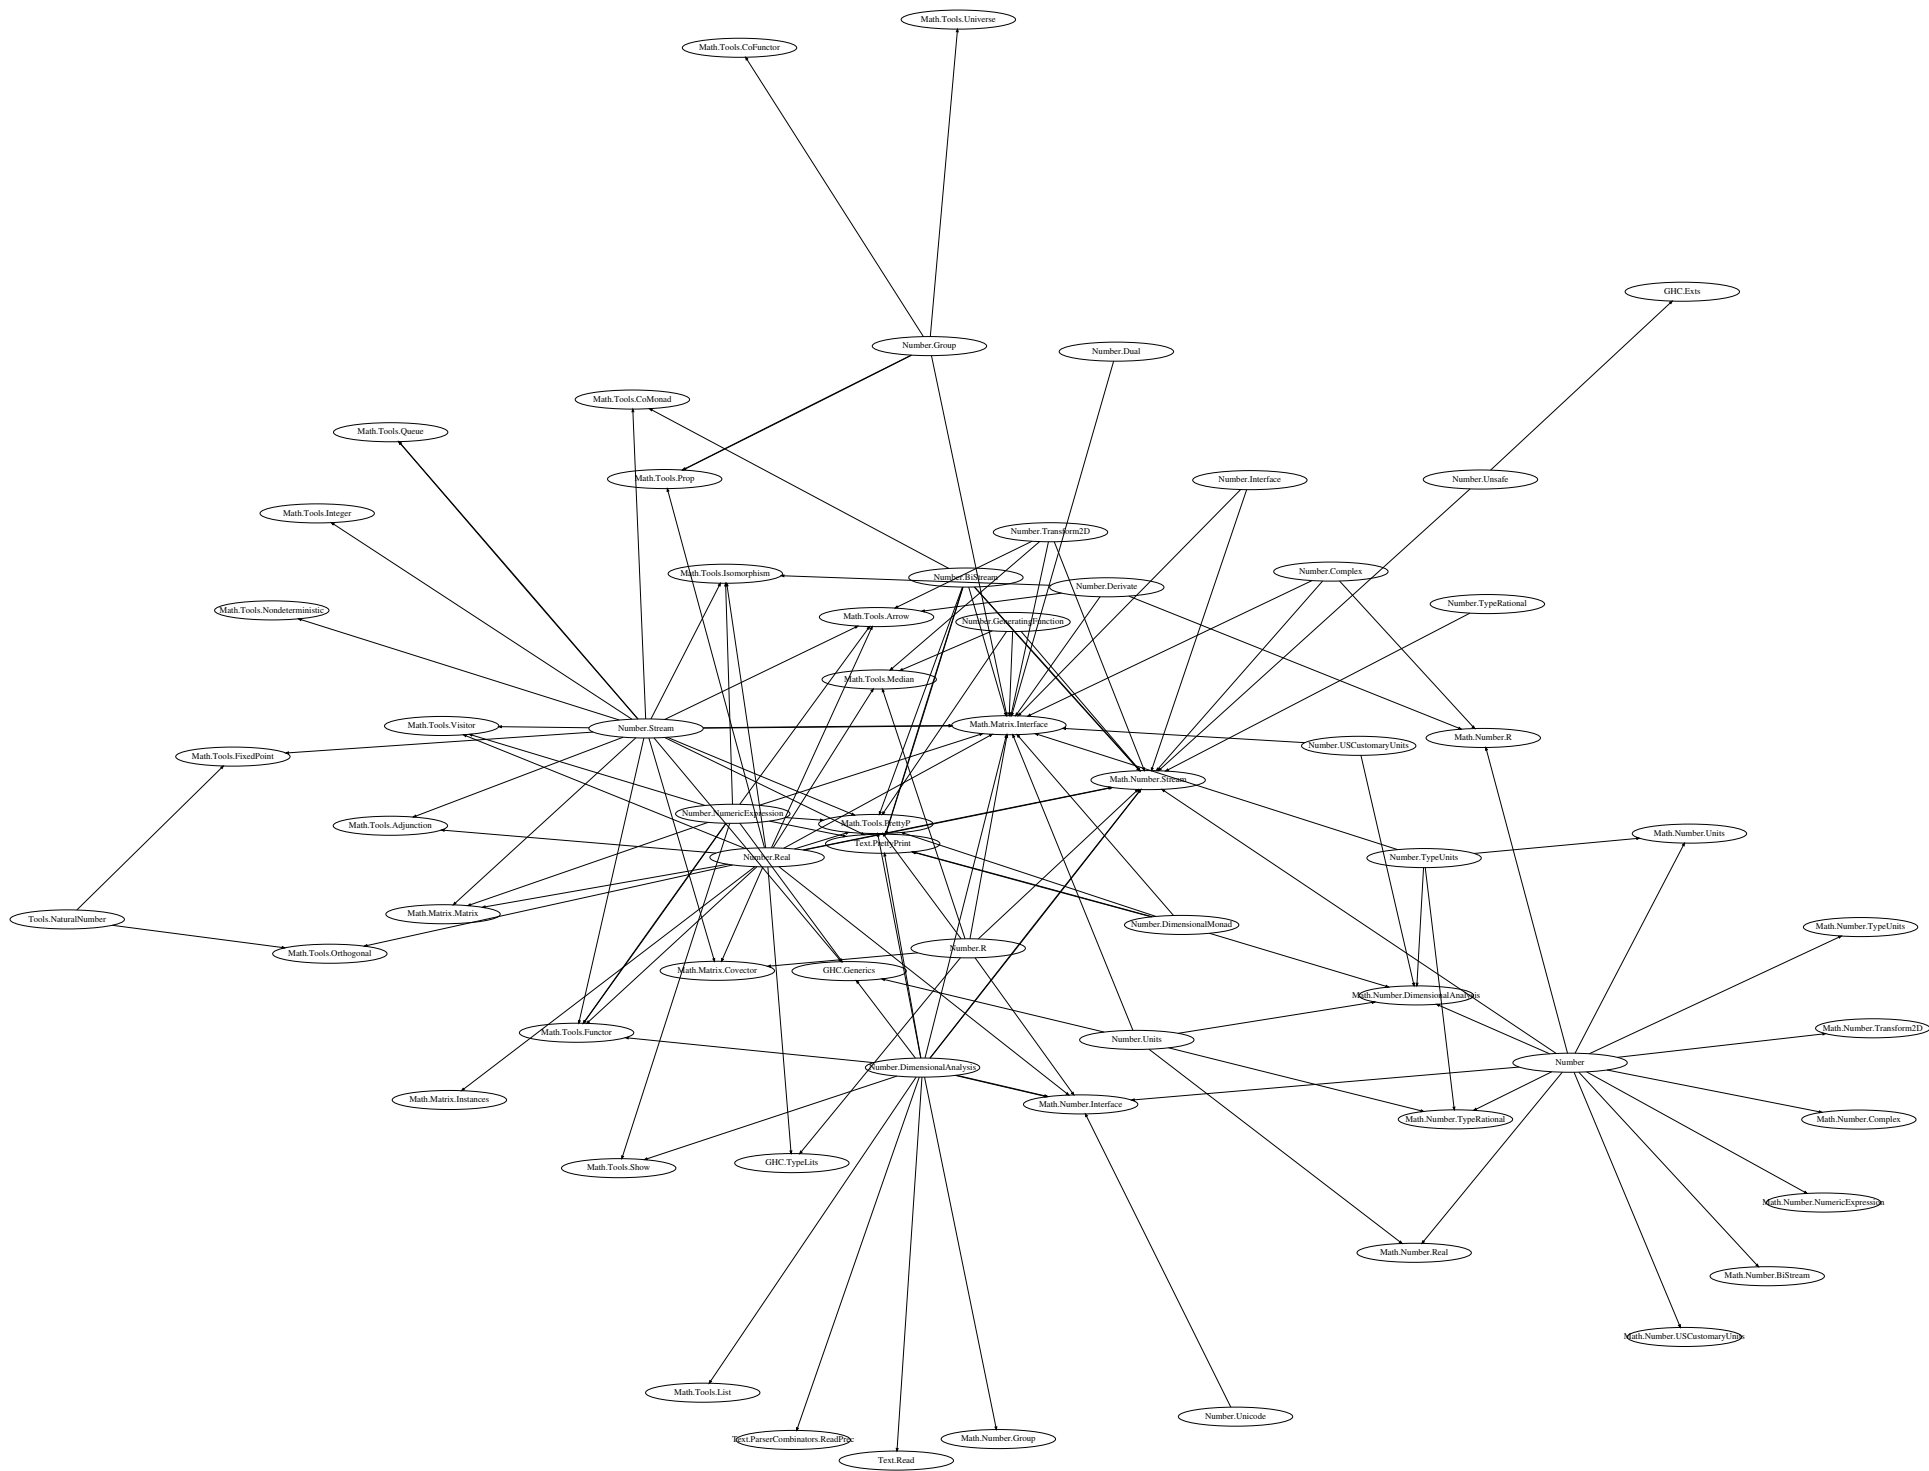 Math.Tools.Universe
Math.Tools.CoFunctor
GHC.Exts
Number.Group
Number.Dual
Math.Tools.CoMonad
Math.Tools.Queue
Math.Tools.Prop
Number.Interface
Number.Unsafe
Math.Tools.Integer
Number.Transform2D
Math.Tools.Isomorphism
Number.BiStream
Number.Derivate
Number.Complex
Number.TypeRational
Math.Tools.Nondeterministic
Math.Tools.Arrow
Number.GeneratingFunction
Math.Tools.Median
Math.Tools.Visitor
Number.Stream
Math.Matrix.Interface
Math.Number.R
Number.USCustomaryUnits
Math.Tools.FixedPoint
Math.Number.Stream
Number.NumericExpression
Math.Tools.Adjunction
Math.Tools.PrettyP
Math.Number.Units
Text.PrettyPrint
Number.Real
Number.TypeUnits
Math.Matrix.Matrix
Tools.NaturalNumber
Number.DimensionalMonad
Math.Number.TypeUnits
Number.R
Math.Tools.Orthogonal
Math.Matrix.Covector
GHC.Generics
Math.Number.DimensionalAnalysis
Math.Tools.Functor
Number.Units
Math.Number.Transform2D
Number
Number.DimensionalAnalysis
Math.Matrix.Instances
Math.Number.Interface
Math.Number.TypeRational
Math.Number.Complex
Math.Tools.Show
GHC.TypeLits
Math.Number.NumericExpression
Math.Number.Real
Math.Number.BiStream
Math.Number.USCustomaryUnits
Math.Tools.List
Number.Unicode
Text.ParserCombinators.ReadPrec
Math.Number.Group
Text.Read